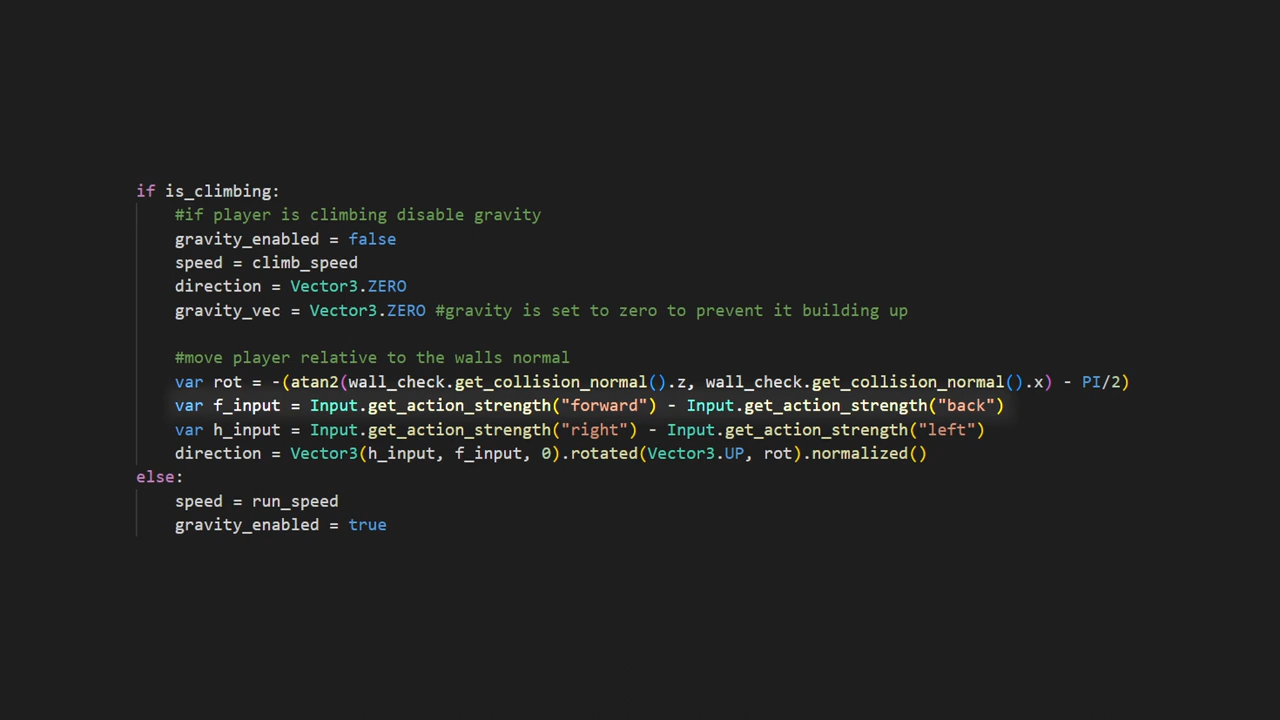 if is_climbing:
#if player is climbing disable gravity
gravity_enabled = false
speed = climb_speed
direction = Vector3.ZERO
gravity_vec = Vector3.ZERO #gravity is set to zero to prevent it building up
#move player relative to the walls normal
var rot = -(atan2(wall_check.get_collision_normal().z, wall_check.get_collision_normal().x) - PI/2)
var f_input = Input.get_action_strength("forward") - Input.get_action_strength("back")
var h_input = Input.get_action_strength("right") - Input.get_action_strength("left")
direction = Vector3(h_input, f_input, 0).rotated(Vector3.UP, rot).normalized()
else:
speed = run_speed
gravity_enabled = true